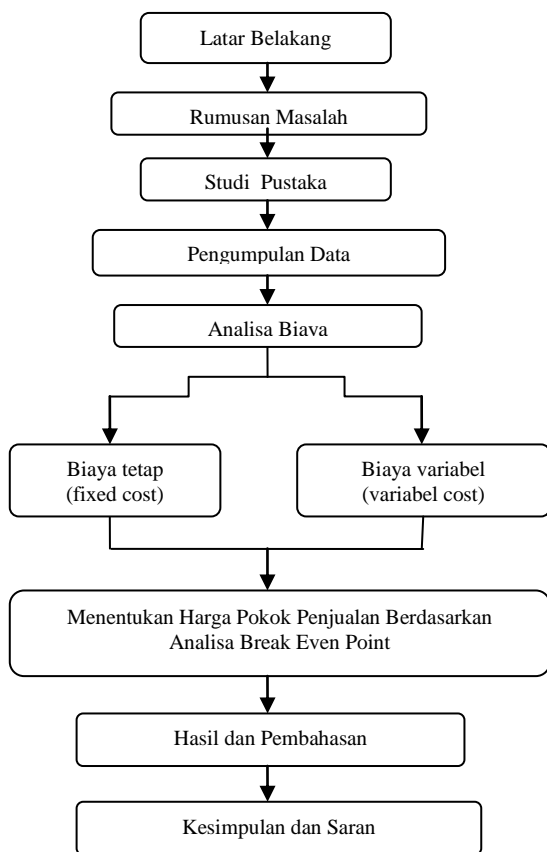 Latar Belakang
Rumusan Masalah
Studi Pustaka
Pengumpulan Data
Analisa Biaya
Biaya tetap
(fixed cost)
Biaya variabel
(variabel cost)
Menentukan Harga Pokok Penjualan Berdasarkan
Analisa Break Even Point
Hasil dan Pembahasan
Kesimpulan dan Saran